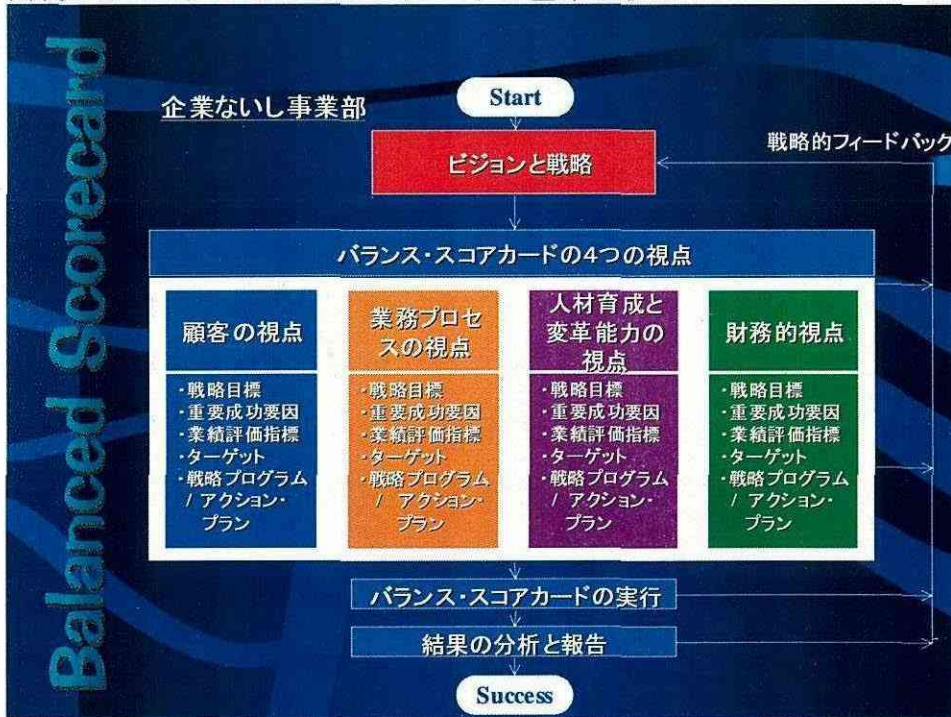 Balanced Scorecard
企業ないし事業部
Start
ビジョンと戦略
戦略的フィードバック
バランス・スコアカードの4つの視点
顧客の視点
・戦略目標
・重要成功要因
・業績評価指標
・ターゲット
・戦略プログラム
/ アクション・
プラン
業務プロセ
スの視点
・戦略目標
・重要成功要因
・業績評価指標
・ターゲット
・戦略プログラム
/ アクション・
プラン
人材育成と
変革能力の
視点
・戦略目標
・重要成功要因
・業績評価指標
・ターゲット
・戦略プログラム
/ アクション・
プラン
財務的視点
・戦略目標
・重要成功要因
・業績評価指標
・ターゲット
・戦略プログラム
/ アクション・
プラン
バランス・スコアカードの実行
結果の分析と報告
Success